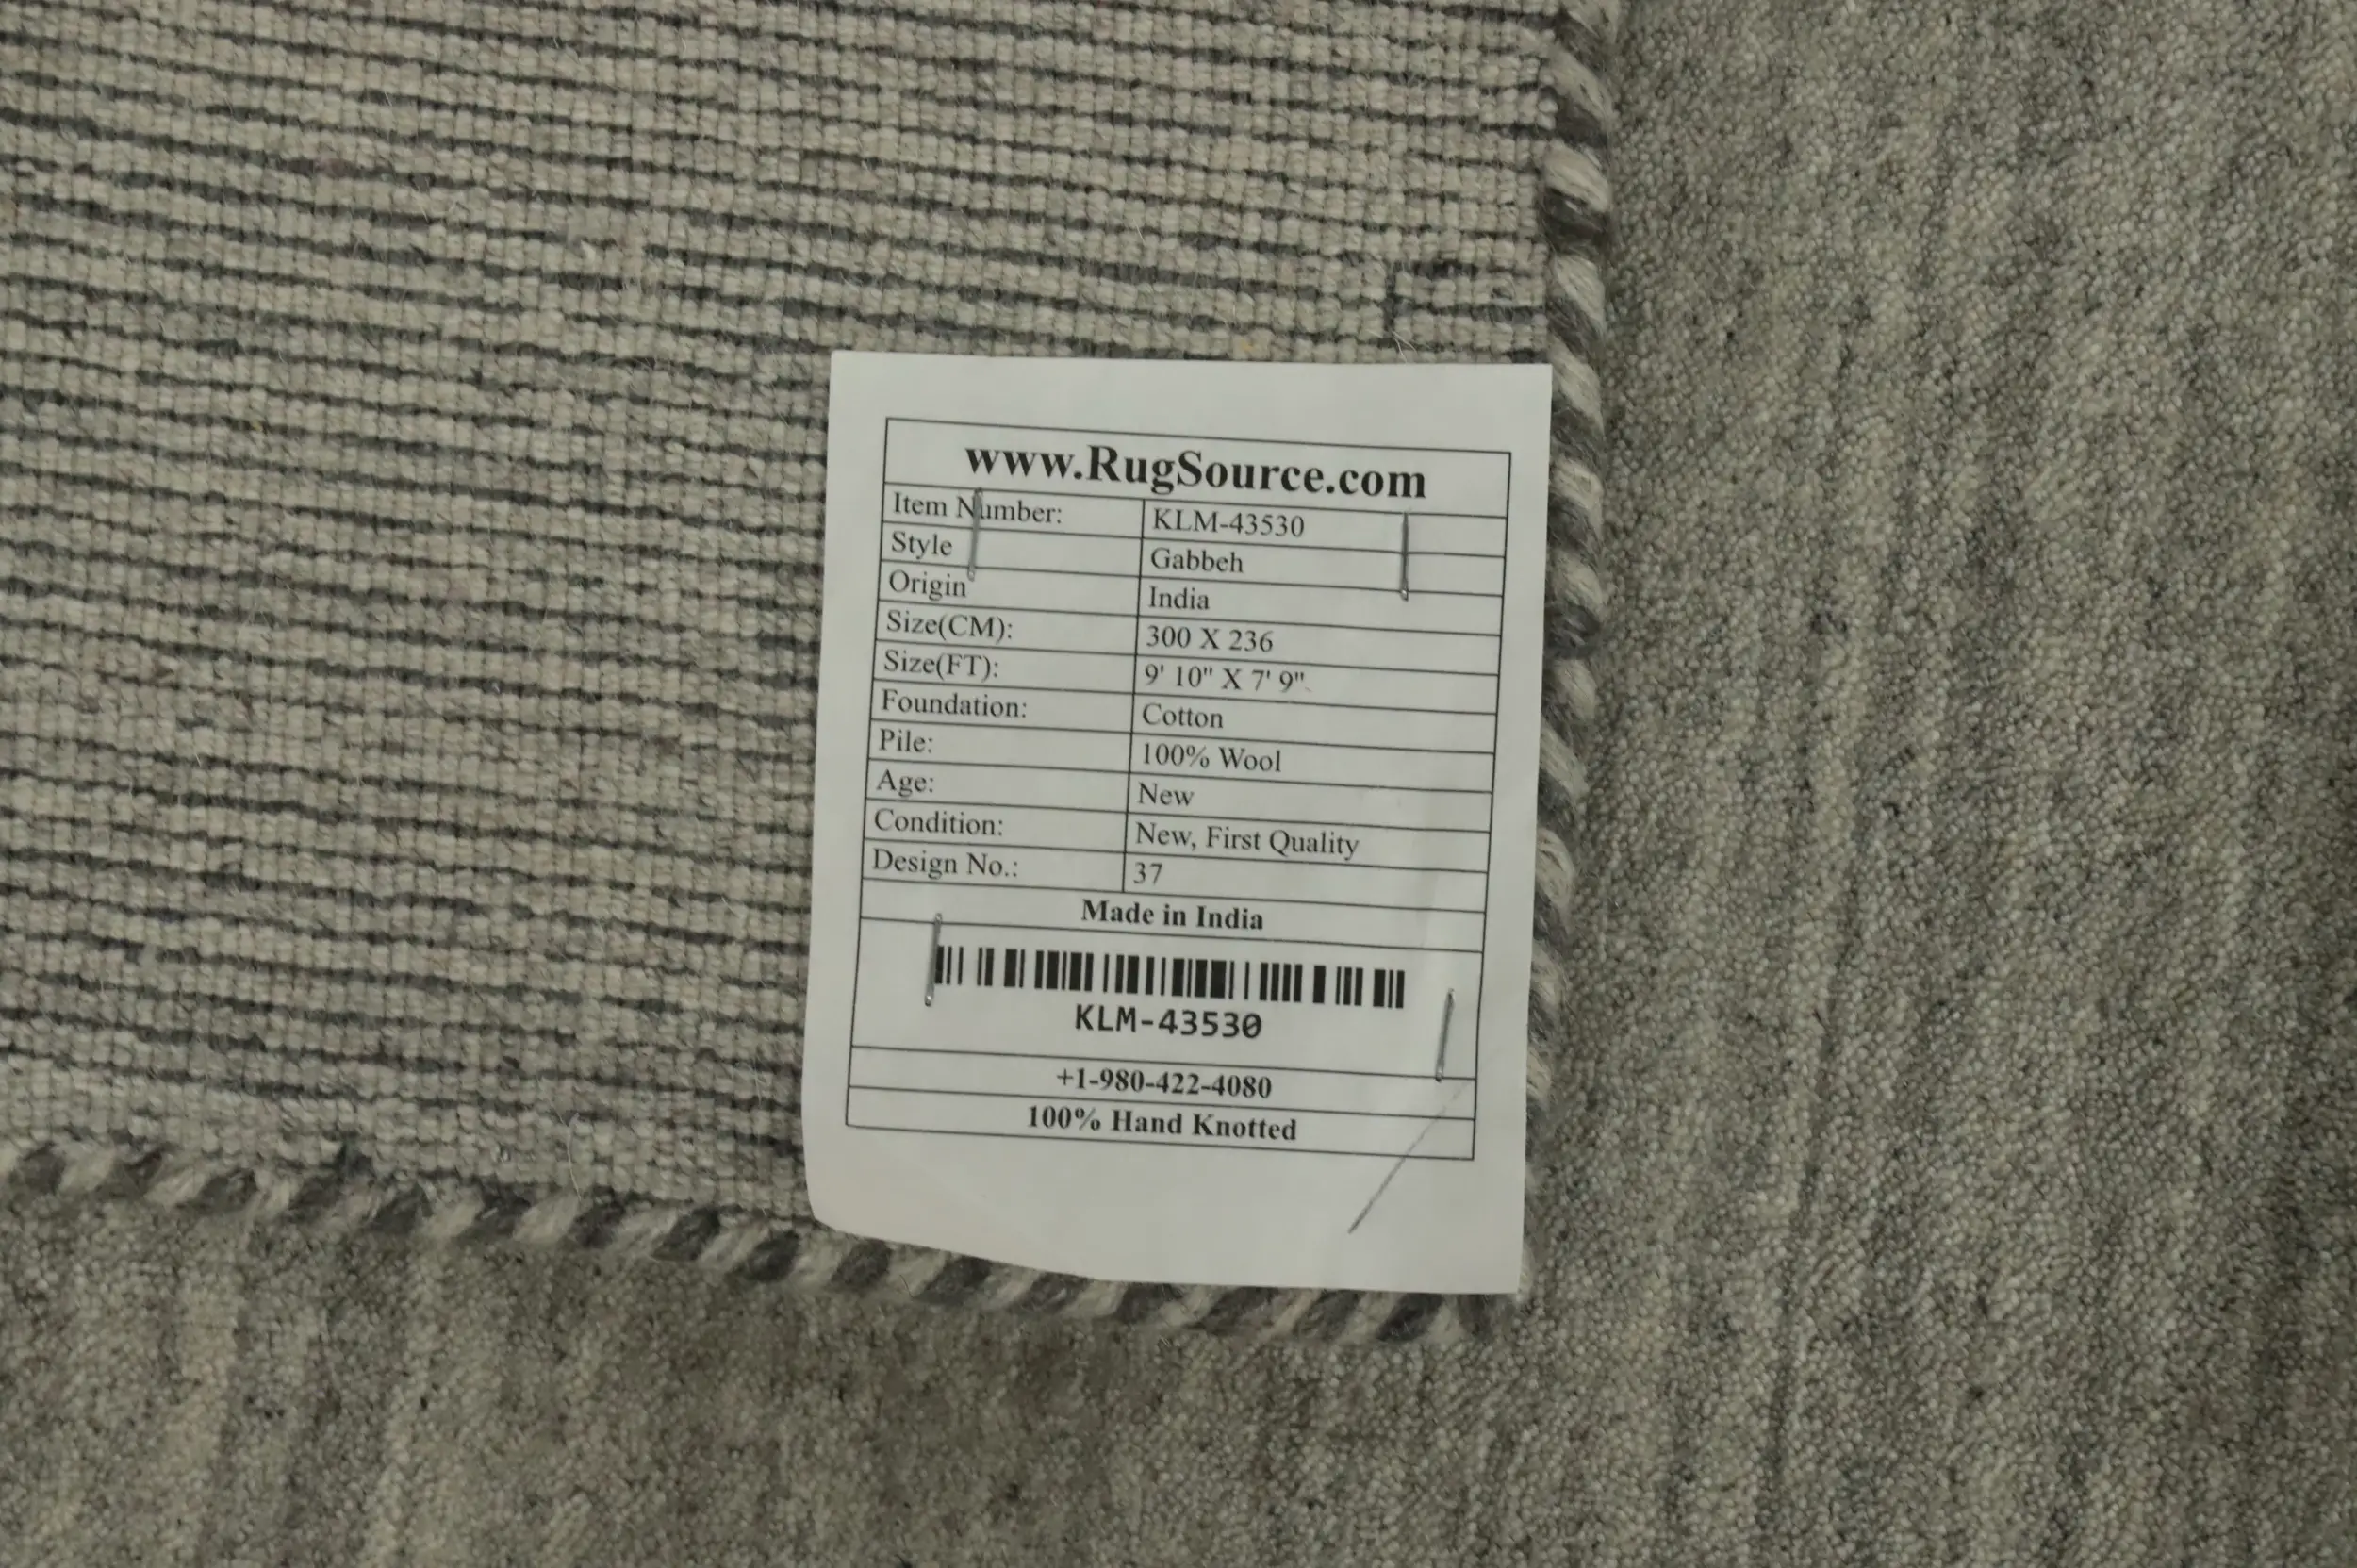 www.RugSource.com
Item Number: KLM-43530
Style Gabbeh
Origin India
Size(CM): 300 X 236
Size(FT): 9' 10" X 7' 9"
Foundation: Cotton
Pile: 100% Wool
Age: New
Condition: New, First Quality
Design No.: 37
Made in India
KLM-43530
+1-980-422-4080
100% Hand Knotted